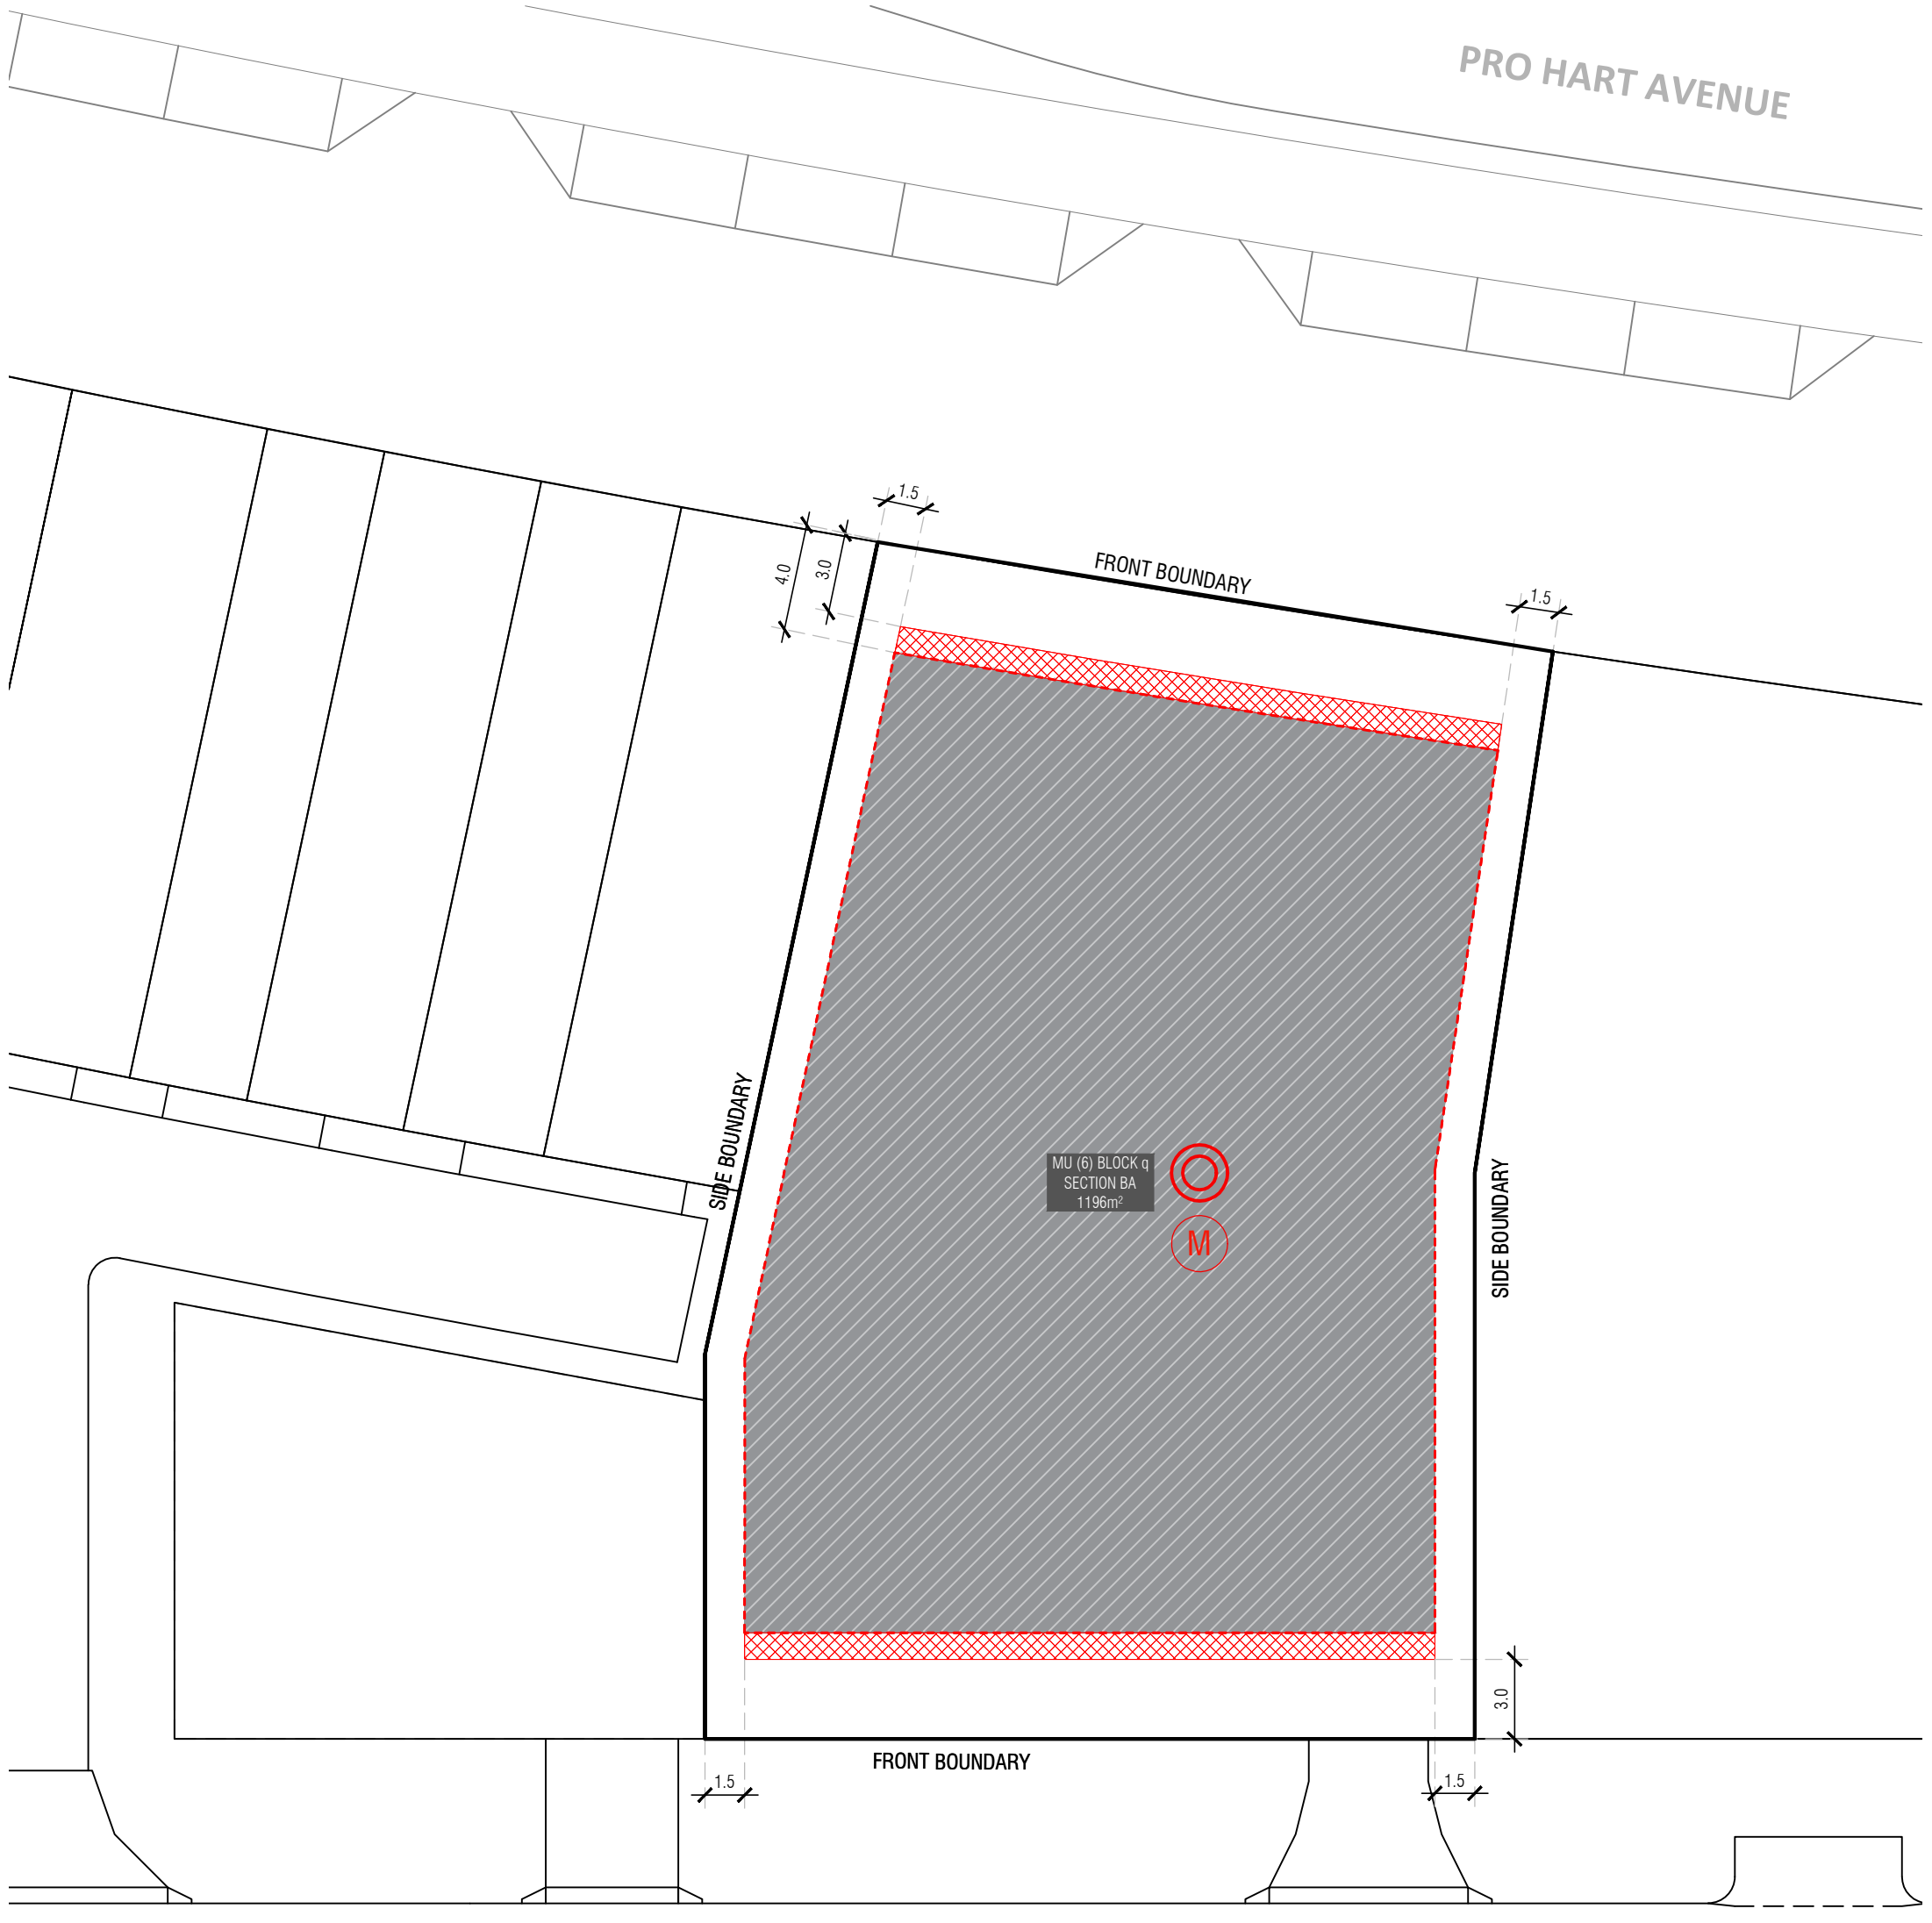 PRO HART AVENUE
1.5
4.0
3.0
FRONT BOUNDARY
1.5
SIDE BOUNDARY
MU (6) BLOCK q
SECTION BA
1196m²
M
SIDE BOUNDARY
3.0
FRONT BOUNDARY
1.5
1.5